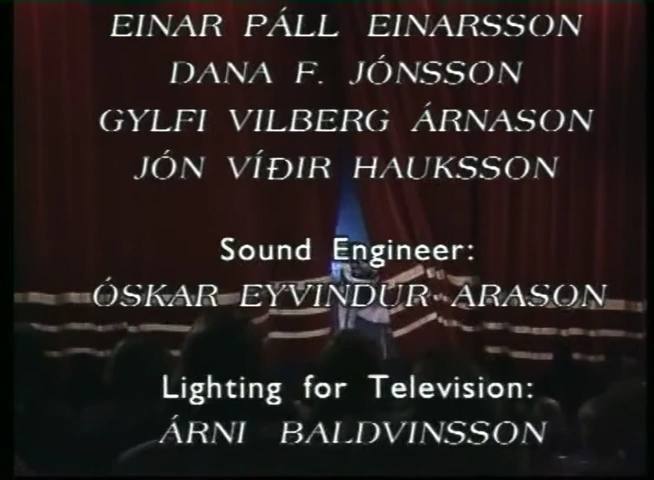 EINAR PÁLL EINARSSON
DANA F. JÓNSSON
GYLFI VILBERG ÁRNASON
JÓN VÍÐIR HAUKSSON
Sound Engineer:
ÓSKAR EYVINDUR ARASON
Lighting for Television:
ÁRNI BALDVINSSON